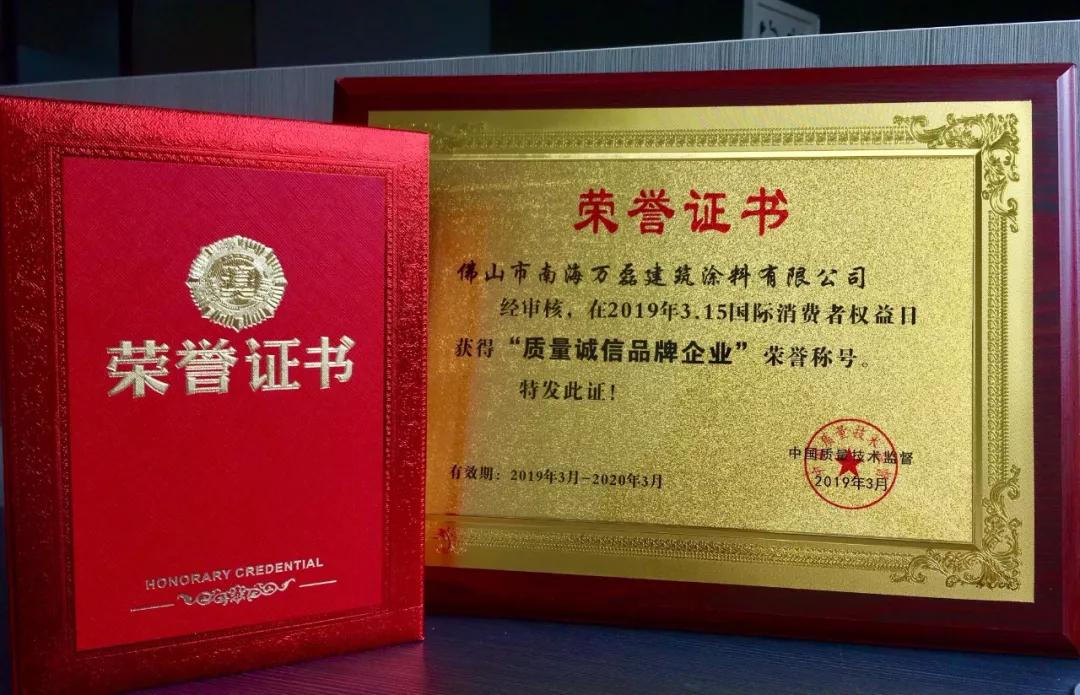 荣誉证书
HONORARY CREDENTIAL
荣誉证书
佛山市南海万磊建筑涂料有限公司
经审核，在2019年3.15国际消费者权益日
获得“质量诚信品牌企业”荣誉称号。
特发此证！
中国质量技术监督
2019年3月
有效期：2019年3月-2020年3月